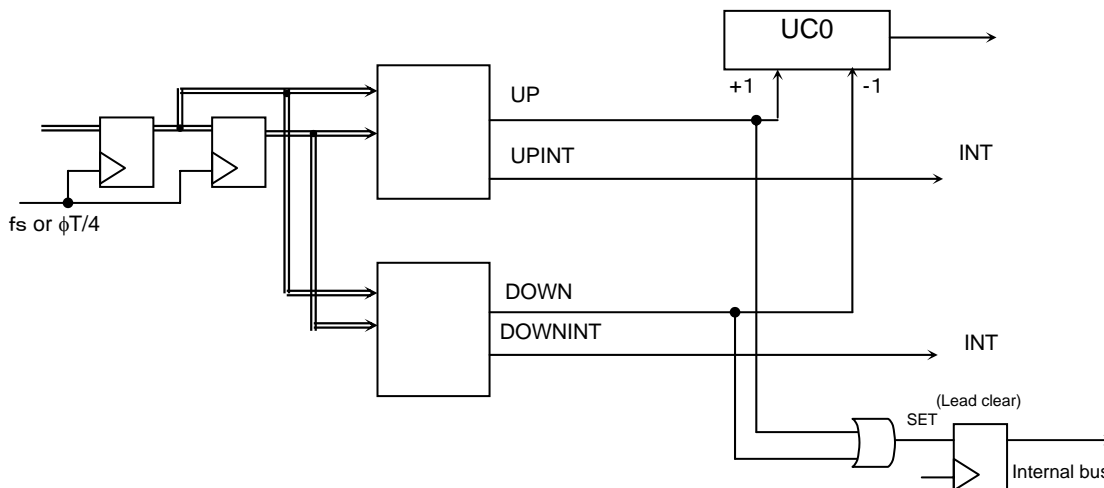 UC0
+1
-1
UP
UPINT
INT
fs or ϕT/4
DOWN
DOWNINT
INT
(Lead clear)
SET
Internal bus